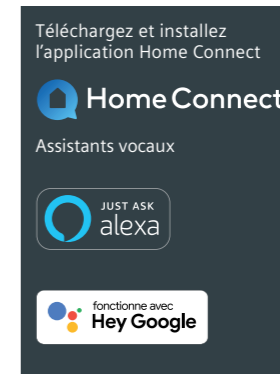 Téléchargez et installez
l’application Home Connect
Home Connect
Assistants vocaux
JUST ASK
alexa
fonctionne avec
Hey Google